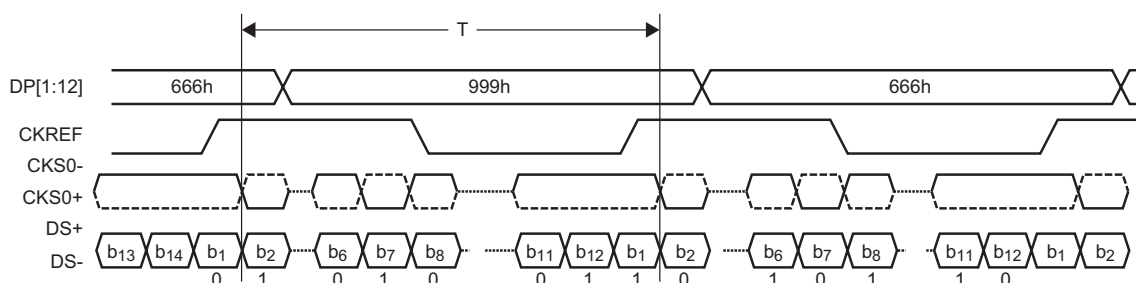 T
DP[1:12] 666h 999h 666h
CKREF
CKS0-
CKS0+
DS+
DS- b13 b14 b1 b2 b6 b7 b8 b11 b12 b1 b2 b6 b7 b8 b11 b12 b1 b2
0 1 0 1 0 0 1 1 0 1 0 1 1 0